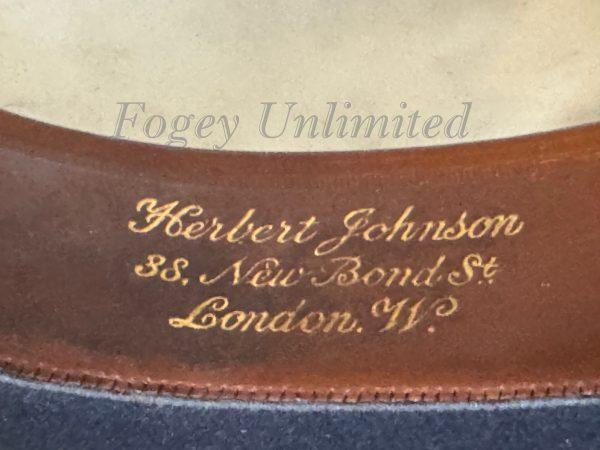 Fogey Unlimited
Herbert Johnson
38, New Bond St.
London. W.